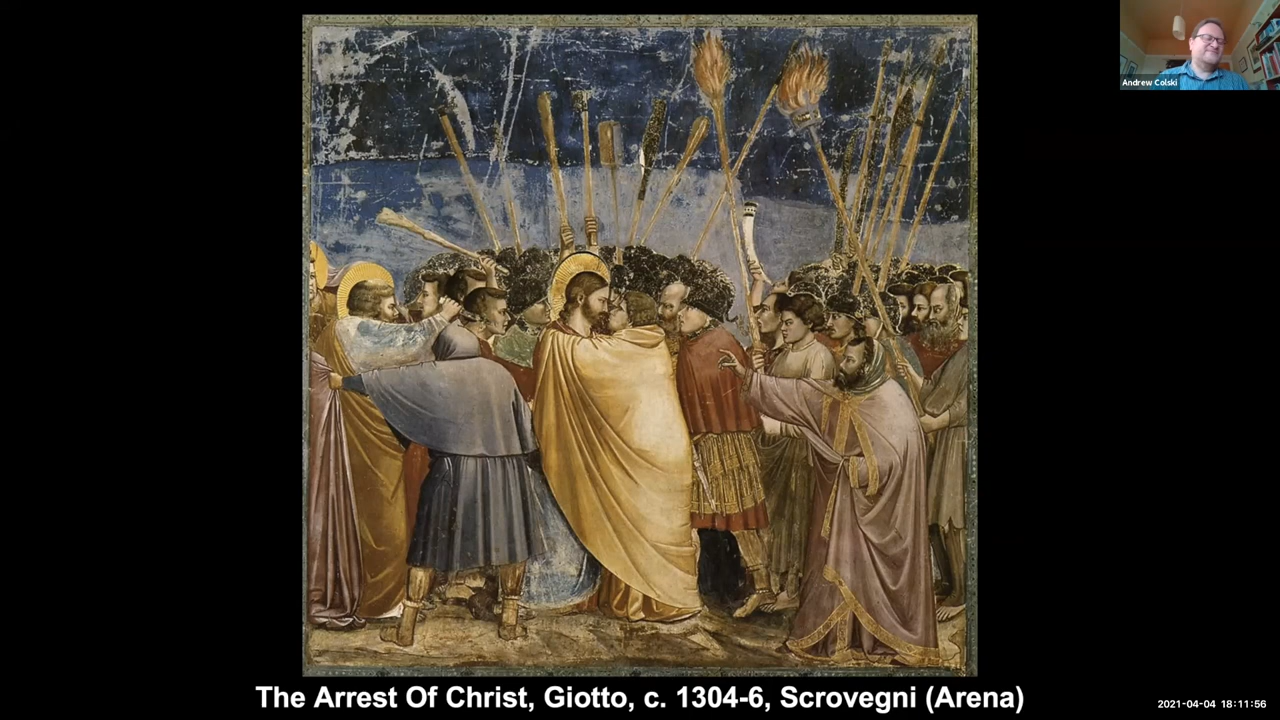 Andrew Colski
The Arrest Of Christ, Giotto, c. 1304-6, Scrovegni (Arena)
2021-04-04 18:11:56